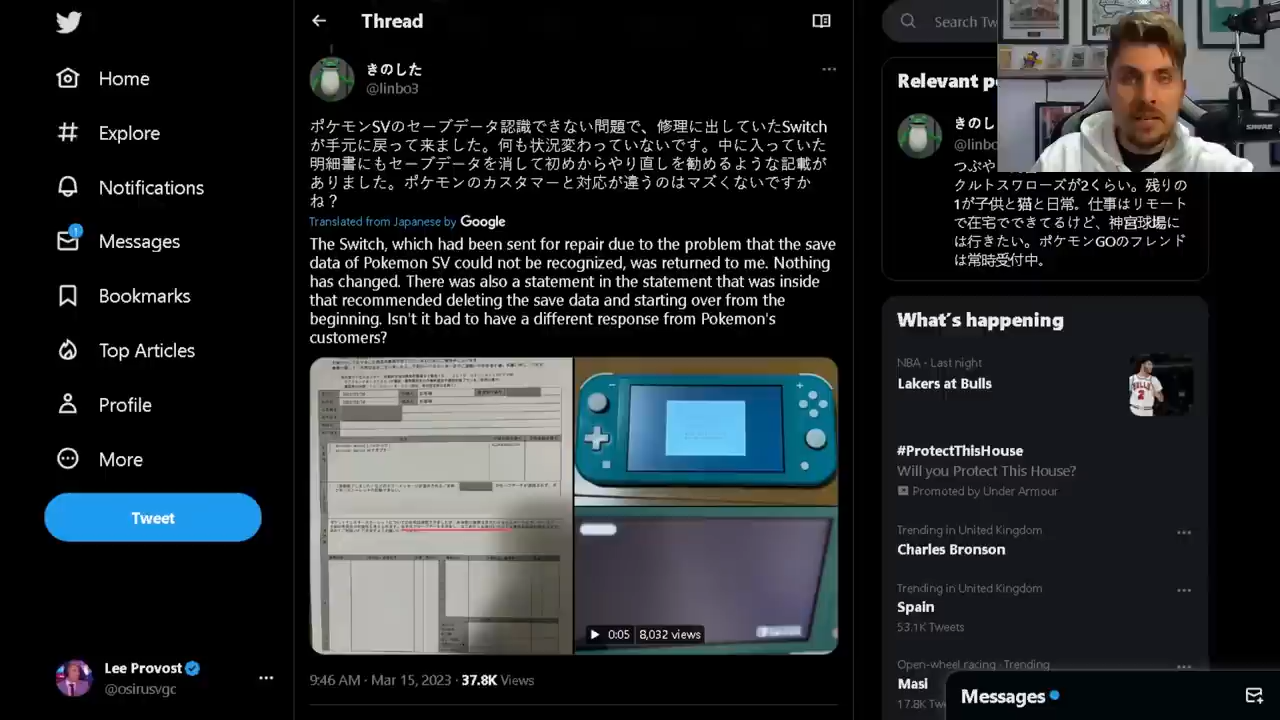 Home
Explore
Notifications
1
Messages
Bookmarks
Top Articles
Profile
More
Tweet
Lee Provost
@osirusvgc
Thread
きのした
@linbo3
ポケモンSVのセーブデータ認識できない問題で、修理に出していたSwitch
が手元に戻って来ました。何も状況変わっていないです。中に入っていた
明細書にもセーブデータを消して初めからやり直しを勧めるような記載が
ありました。ポケモンのカスタマーと対応が違うのはマズくないですか
ね？
Translated from Japanese by Google
The Switch, which had been sent for repair due to the problem that the save
data of Pokemon SV could not be recognized, was returned to me. Nothing
has changed. There was also a statement in the statement that was inside
that recommended deleting the save data and starting over from the
beginning. Isn't it bad to have a different response from Pokemon's
customers?
0:05 8,032 views
9:46 AM · Mar 15, 2023 · 37.8K Views
Search Tw
Relevant pe
きのし
@linbo
つぶや
クルトスワローズが2くらい。残りの
1が子供と猫と日常。仕事はリモート
で在宅でできてるけど、神宮球場に
は行きたい。ポケモンGOのフレンド
は常時受付中。
What's happening
NBA · Last night
Lakers at Bulls
#ProtectThisHouse
Will you Protect This House?
Promoted by Under Armour
Trending in United Kingdom
Charles Bronson
Trending in United Kingdom
Spain
53.1K Tweets
Open-wheel racing · Trending
Masi
17.8K Twe
Messages
SHURE